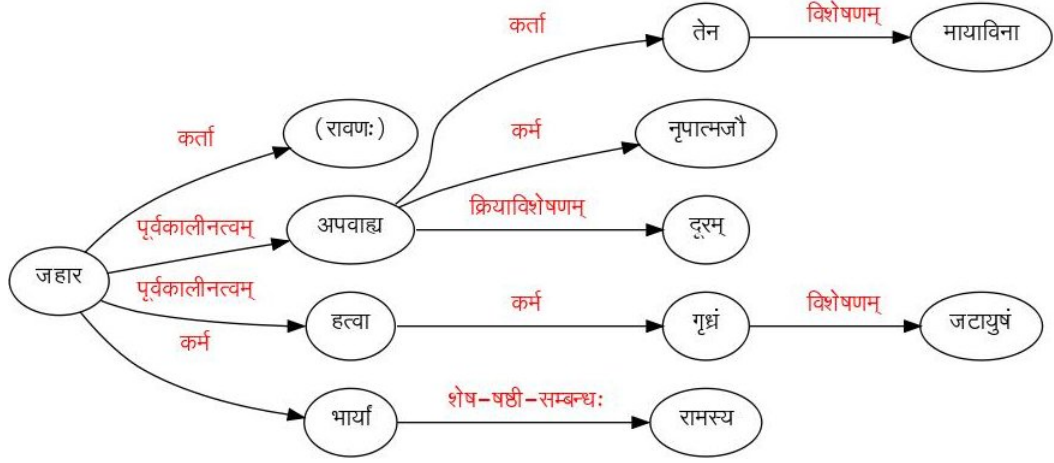 कर्ता
तेन
विशेषणम्
मायाविना
कर्ता
(रावणः)
कर्म
नृपात्मजौ
पूर्वकालीनत्वम्
अपवाह्य
क्रियाविशेषणम्
दूरम्
जहार
पूर्वकालीनत्वम्
हत्वा
कर्म
गृध्रं
विशेषणम्
जटायुषं
कर्म
भार्यां
शेष-षष्ठी-सम्बन्धः
रामस्य